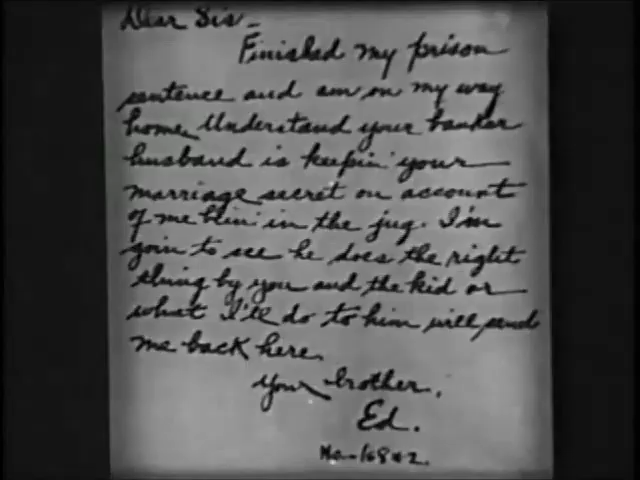 Dear Sis—
Finished my prison
sentence and am on my way
home. Understand your banker
husband is keepin' your
marriage secret on account
of me bein' in the jug. I'm
goin to see he does the right
thing by you and the kid or
what I'll do to him will send
me back here.
Your brother,
Ed.
No.-16842.